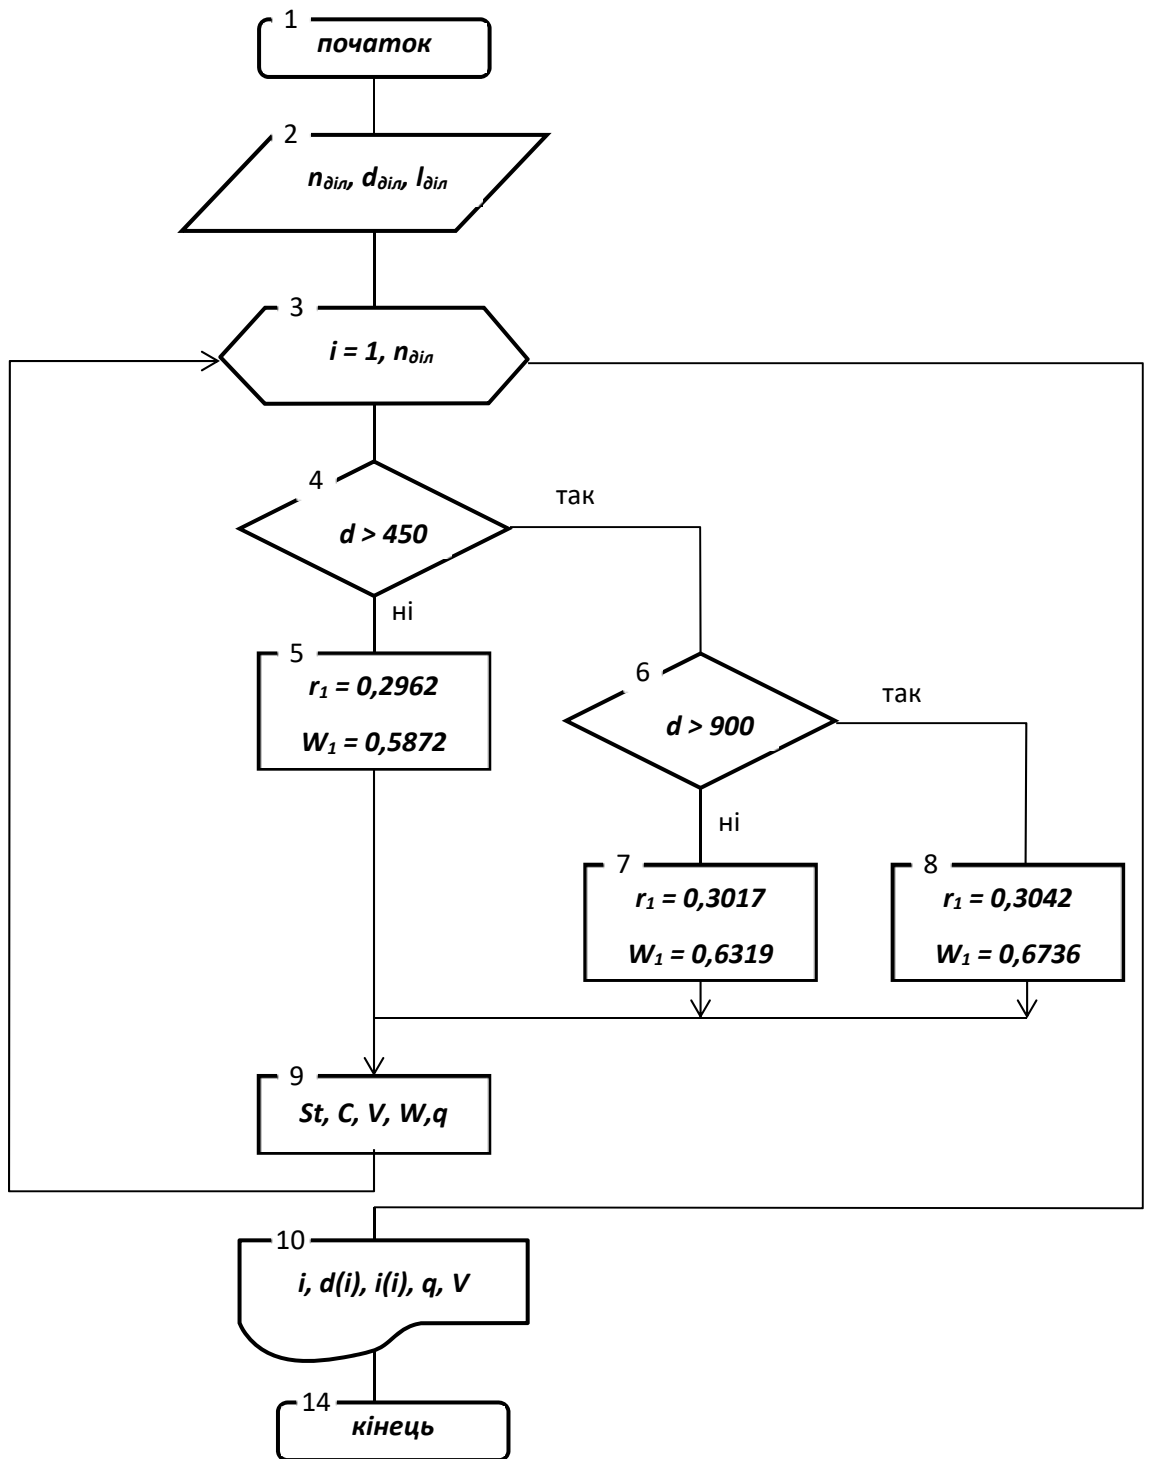 1
початок
2
nділ, dділ, lділ
3
i = 1, nділ
4
так
d > 450
ні
5
r1 = 0,2962
W1 = 0,5872
6
так
d > 900
ні
7
r1 = 0,3017
W1 = 0,6319
8
r1 = 0,3042
W1 = 0,6736
9
St, C, V, W,q
10
i, d(i), i(i), q, V
14
кінець